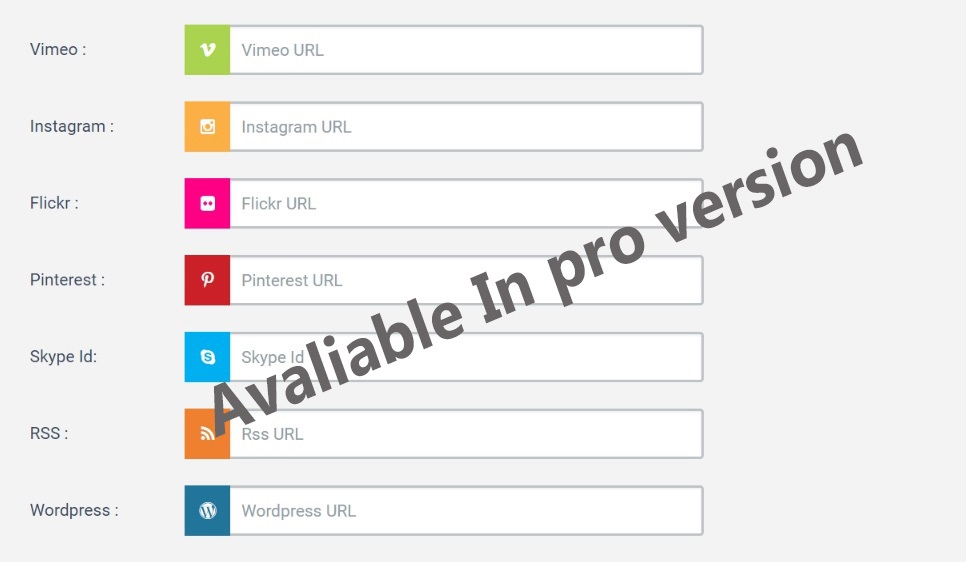 Vimeo : Vimeo URL
Instagram : Instagram URL
Flickr : Flickr URL
Pinterest : Pinterest URL
Skype Id: Skype Id
RSS : Rss URL
Wordpress : Wordpress URL
Avaliable In pro version